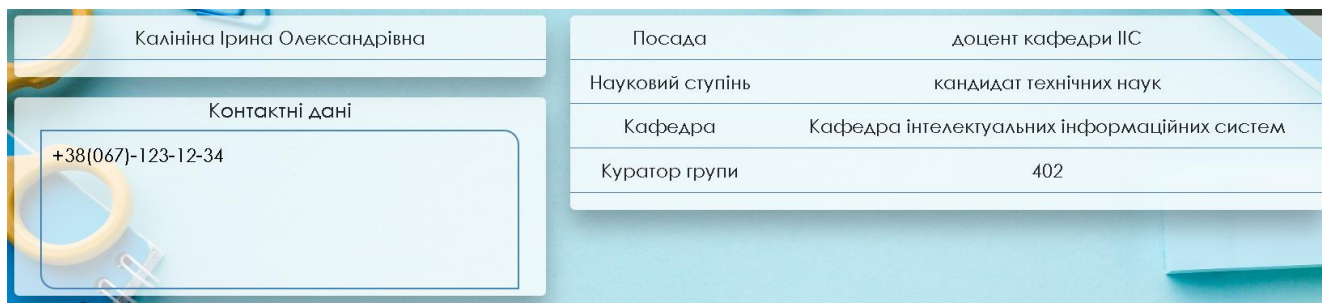 Калініна Ірина Олександрівна
Контактні дані
+38(067)-123-12-34
Посада доцент кафедри ІІС
Науковий ступінь кандидат технічних наук
Кафедра Кафедра інтелектуальних інформаційних систем
Куратор групи 402